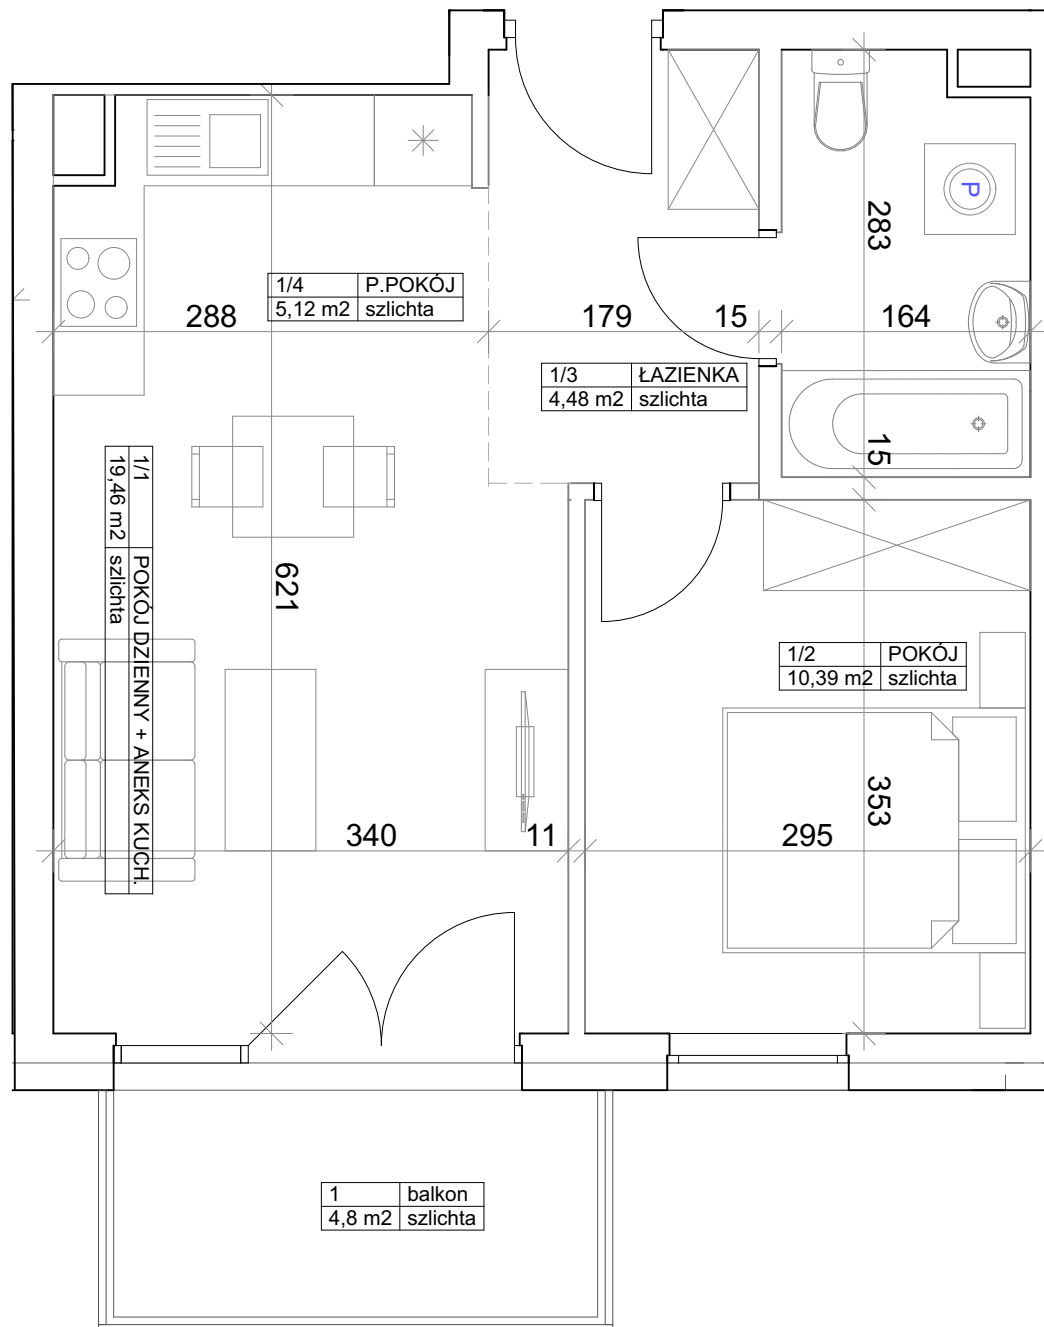 283
P
1/4 P.POKÓJ
5,12 m2 szlichta
288
179
15
164
1/3 ŁAZIENKA
4,48 m2 szlichta
15
1/1 POKÓJ DZIENNY + ANEKS KUCH.
19,46 m2 szlichta
621
1/2 POKÓJ
10,39 m2 szlichta
353
340
11
295
1 balkon
4,8 m2 szlichta